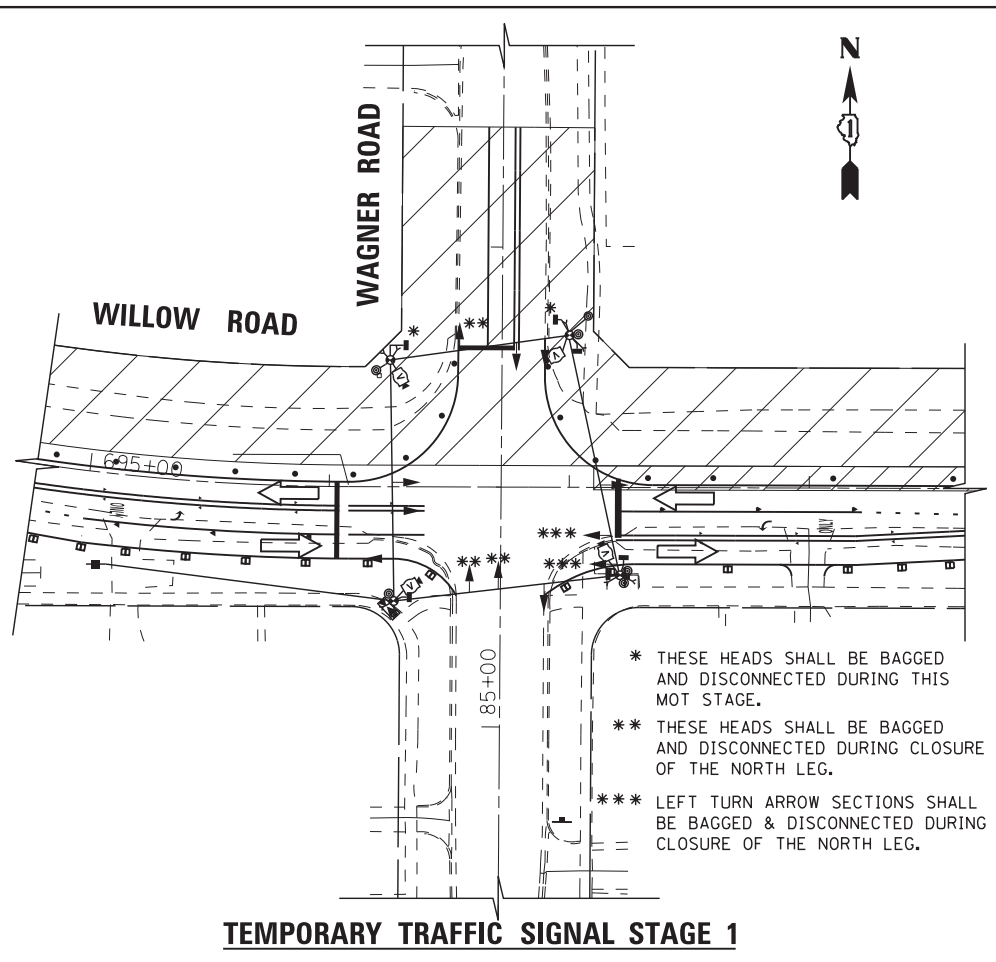 N
1
WAGNER ROAD
WILLOW ROAD
695+00
85+00
* THESE HEADS SHALL BE BAGGED
AND DISCONNECTED DURING THIS
MOT STAGE.
** THESE HEADS SHALL BE BAGGED
AND DISCONNECTED DURING CLOSURE
OF THE NORTH LEG.
*** LEFT TURN ARROW SECTIONS SHALL
BE BAGGED & DISCONNECTED DURING
CLOSURE OF THE NORTH LEG.
TEMPORARY TRAFFIC SIGNAL STAGE 1